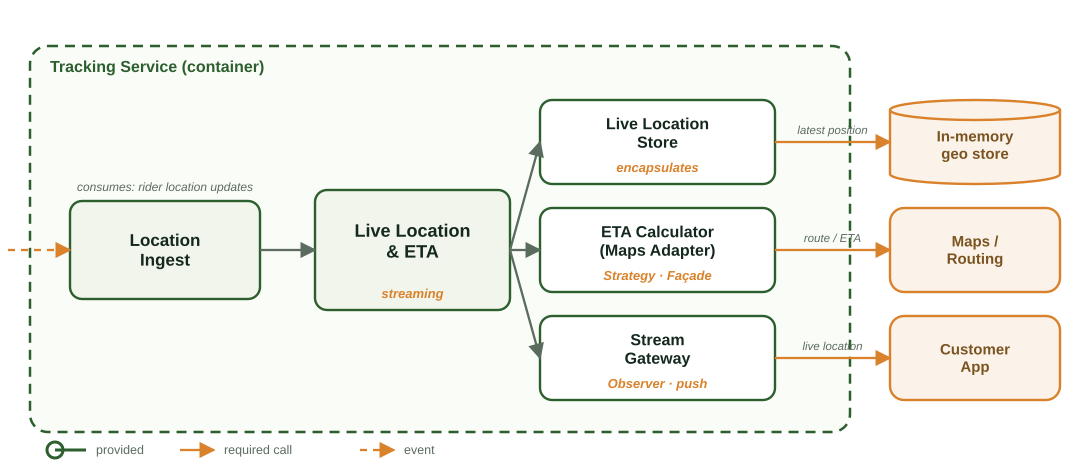 Tracking Service (container)
consumes: rider location updates
Location
Ingest
Live Location
& ETA
streaming
Live Location
Store
encapsulates
latest position
In-memory
geo store
ETA Calculator
(Maps Adapter)
Strategy · Façade
route / ETA
Maps /
Routing
Stream
Gateway
Observer · push
live location
Customer
App
provided
required call
event